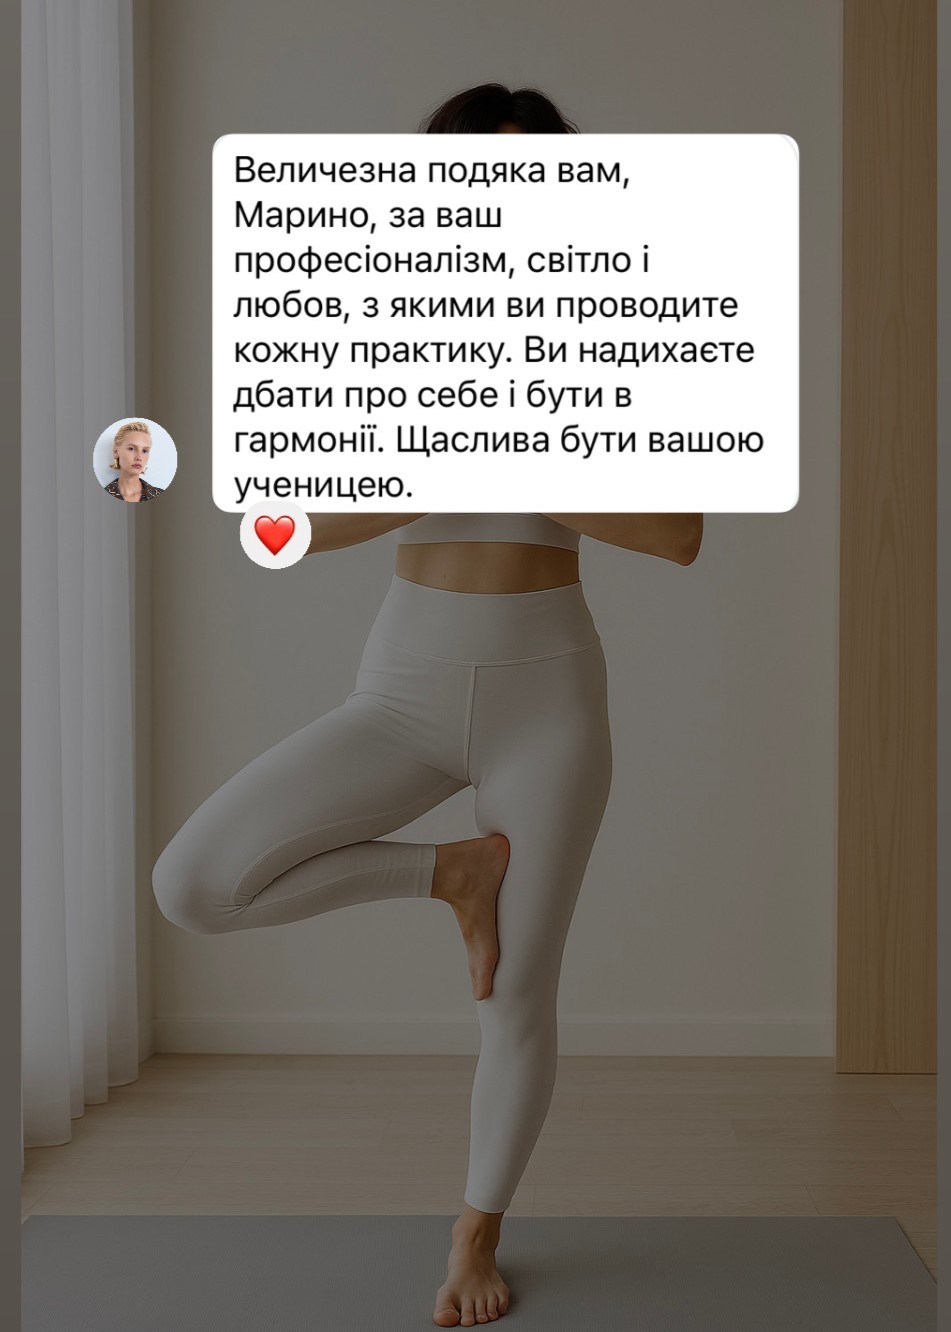 Величезна подяка вам,
Марино, за ваш
професіоналізм, світло і
любов, з якими ви проводите
кожну практику. Ви надихаєте
дбати про себе і бути в
гармонії. Щаслива бути вашою
ученицею.